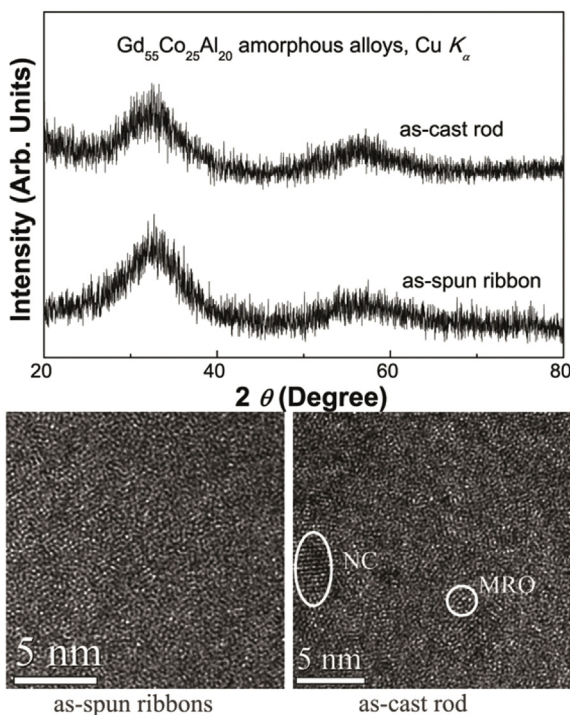 Gd₅₅Co₂₅Al₂₀ amorphous alloys, Cu Kα
as-cast rod
as-spun ribbon
Intensity (Arb. Units)
20 40 60 80
2 θ (Degree)
NC
MRO
5 nm
5 nm
as-spun ribbons
as-cast rod